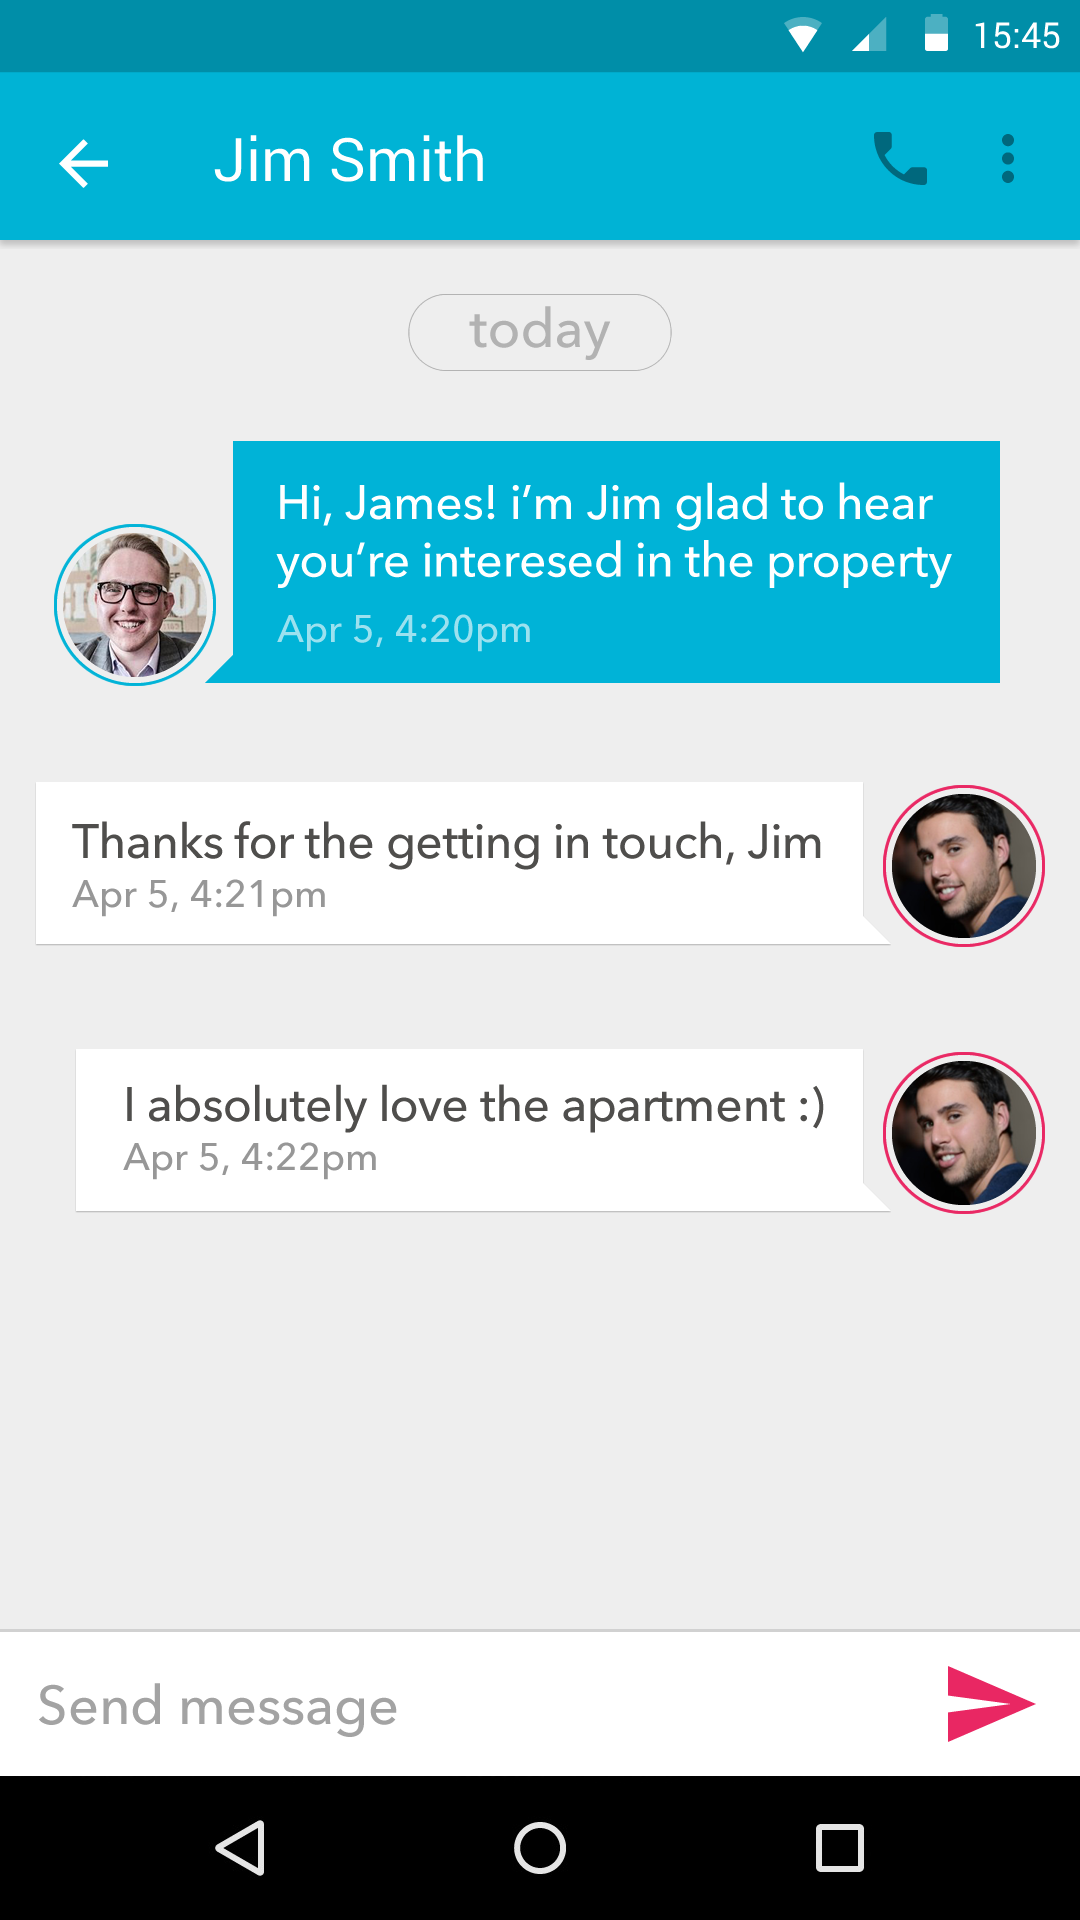 15:45
Jim Smith
today
Hi, James! i’m Jim glad to hear
you’re interesed in the property
Apr 5, 4:20pm
Thanks for the getting in touch, Jim
Apr 5, 4:21pm
I absolutely love the apartment :)
Apr 5, 4:22pm
Send message